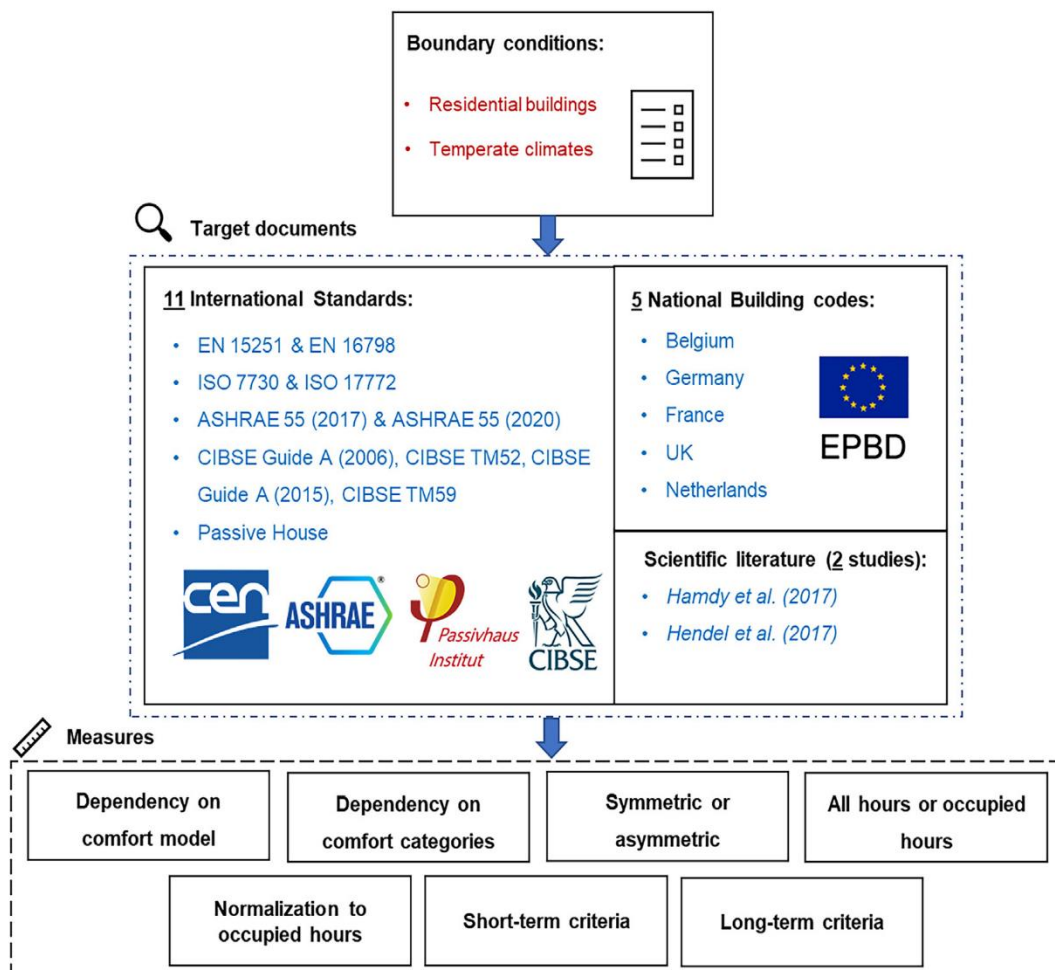 Boundary conditions:
• Residential buildings
• Temperate climates
Target documents
11 International Standards:
• EN 15251 & EN 16798
• ISO 7730 & ISO 17772
• ASHRAE 55 (2017) & ASHRAE 55 (2020)
• CIBSE Guide A (2006), CIBSE TM52, CIBSE
Guide A (2015), CIBSE TM59
• Passive House
cen
ASHRAE®
Passivhaus
Institut
CIBSE
5 National Building codes:
• Belgium
• Germany
• France
• UK
• Netherlands
EPBD
Scientific literature (2 studies):
• Hamdy et al. (2017)
• Hendel et al. (2017)
Measures
Dependency on
comfort model
Dependency on
comfort categories
Symmetric or
asymmetric
All hours or occupied
hours
Normalization to
occupied hours
Short-term criteria
Long-term criteria